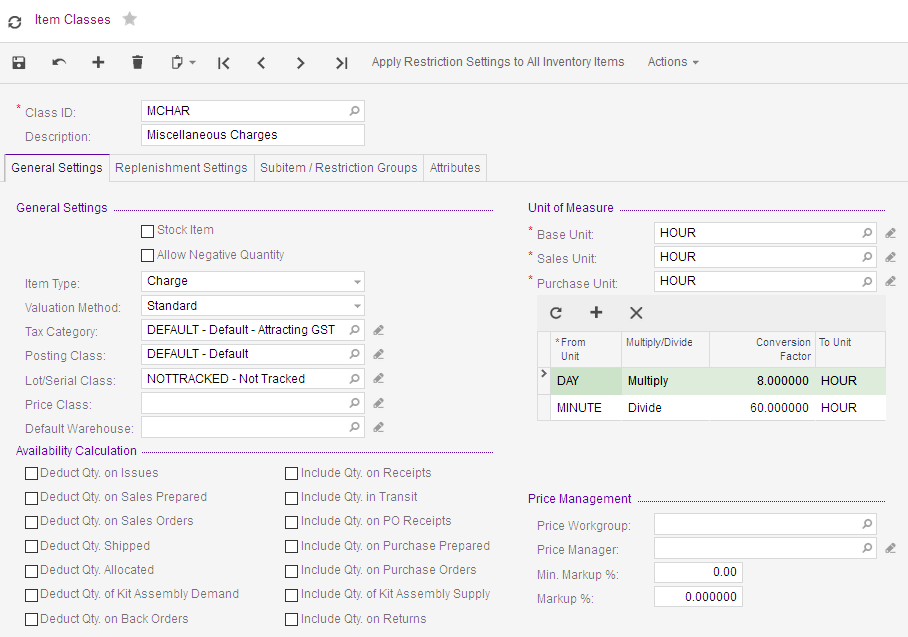 Item Classes
Apply Restriction Settings to All Inventory Items Actions
* Class ID: MCHAR
Description: Miscellaneous Charges
General Settings Replenishment Settings Subitem / Restriction Groups Attributes
General Settings
Stock Item
Allow Negative Quantity
Item Type: Charge
Valuation Method: Standard
Tax Category: DEFAULT - Default - Attracting GST
Posting Class: DEFAULT - Default
Lot/Serial Class: NOTTRACKED - Not Tracked
Price Class:
Default Warehouse:
Availability Calculation
Deduct Qty. on Issues
Deduct Qty. on Sales Prepared
Deduct Qty. on Sales Orders
Deduct Qty. Shipped
Deduct Qty. Allocated
Deduct Qty. of Kit Assembly Demand
Deduct Qty. on Back Orders
Include Qty. on Receipts
Include Qty. in Transit
Include Qty. on PO Receipts
Include Qty. on Purchase Prepared
Include Qty. on Purchase Orders
Include Qty. of Kit Assembly Supply
Include Qty. on Returns
Unit of Measure
* Base Unit: HOUR
* Sales Unit: HOUR
* Purchase Unit: HOUR
* From Unit Multiply/Divide Conversion Factor To Unit
DAY Multiply 8.000000 HOUR
MINUTE Divide 60.000000 HOUR
Price Management
Price Workgroup:
Price Manager:
Min. Markup %: 0.00
Markup %: 0.000000